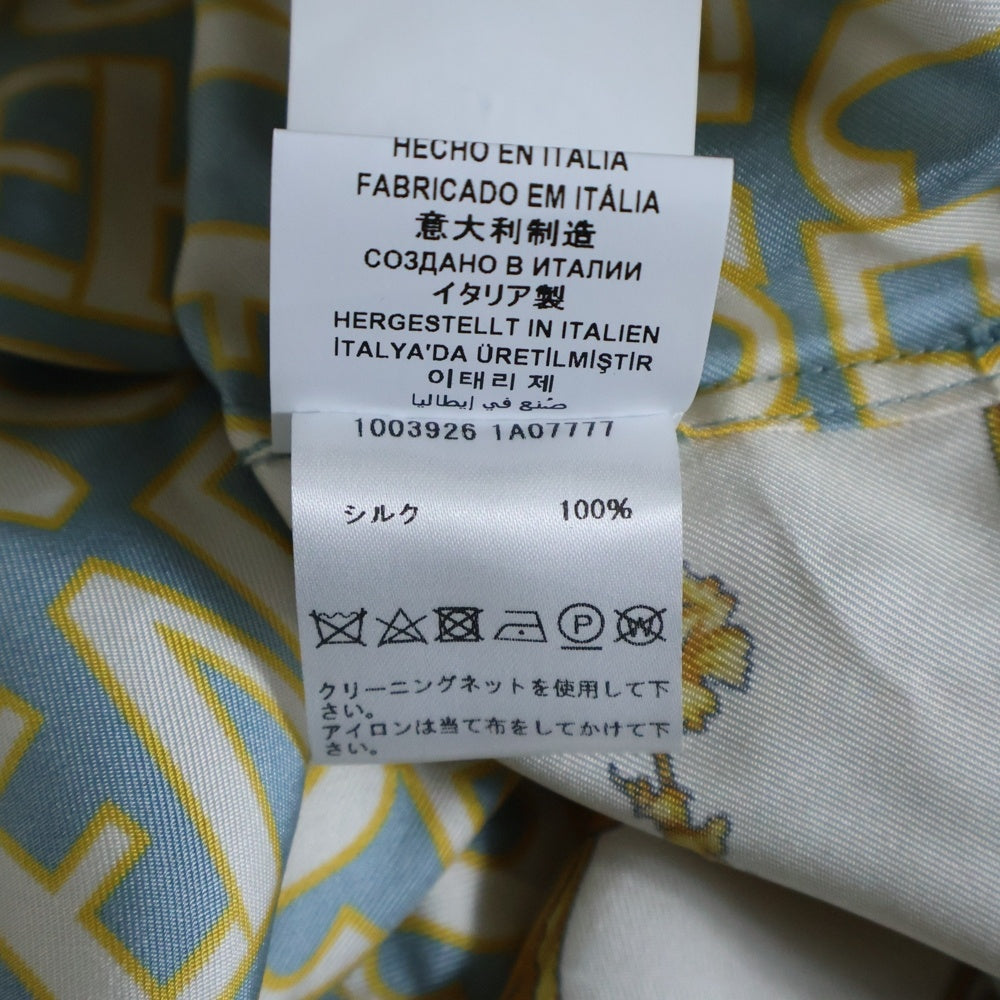 HECHO EN ITALIA
FABRICADO EM ITÁLIA
意大利制造
СОЗДАНО В ИТАЛИИ
イタリア製
HERGESTELLT IN ITALIEN
İTALYA'DA ÜRETİLMİŞTİR
이태리 제
صنع في إيطاليا
1003926 1A07777
シルク 100%
P W
クリーニングネットを使用して下
さい。
アイロンは当て布をしてかけて下
さい。